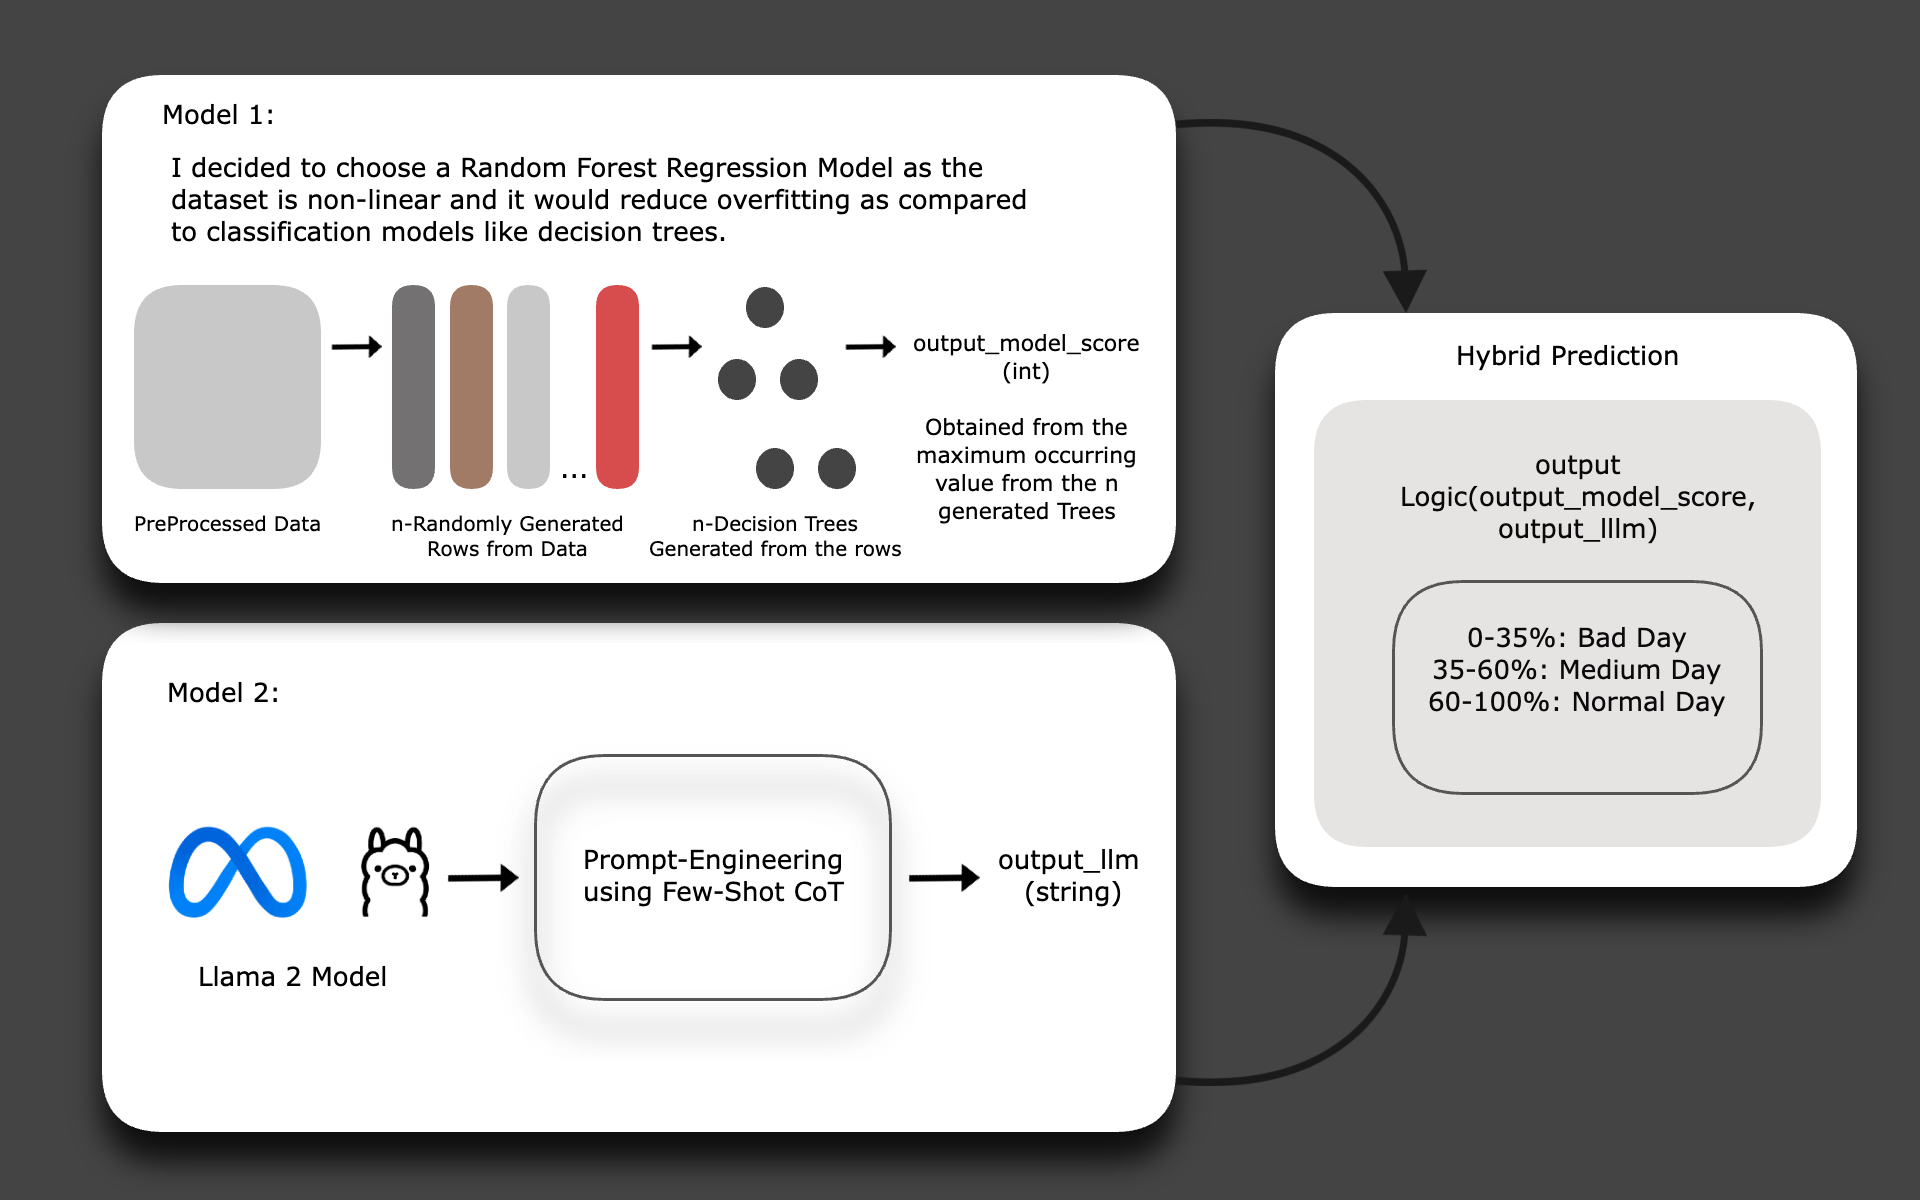 Model 1:
I decided to choose a Random Forest Regression Model as the
dataset is non-linear and it would reduce overfitting as compared
to classification models like decision trees.
PreProcessed Data
n-Randomly Generated
Rows from Data
...
n-Decision Trees
Generated from the rows
output_model_score
(int)
Obtained from the
maximum occurring
value from the n
generated Trees
Model 2:
Llama 2 Model
Prompt-Engineering
using Few-Shot CoT
output_llm
(string)
Hybrid Prediction
output
Logic(output_model_score,
output_lllm)
0-35%: Bad Day
35-60%: Medium Day
60-100%: Normal Day